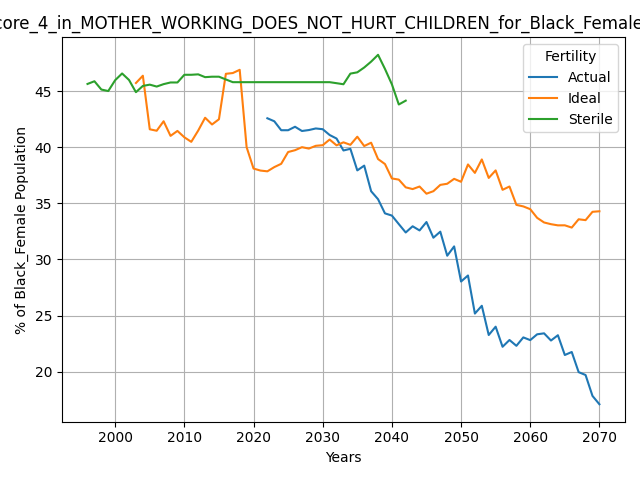 core_4_in_MOTHER_WORKING_DOES_NOT_HURT_CHILDREN_for_Black_Female
Fertility
Actual
Ideal
Sterile
% of Black_Female Population
45
40
35
30
25
20
2000 2010 2020 2030 2040 2050 2060 2070
Years